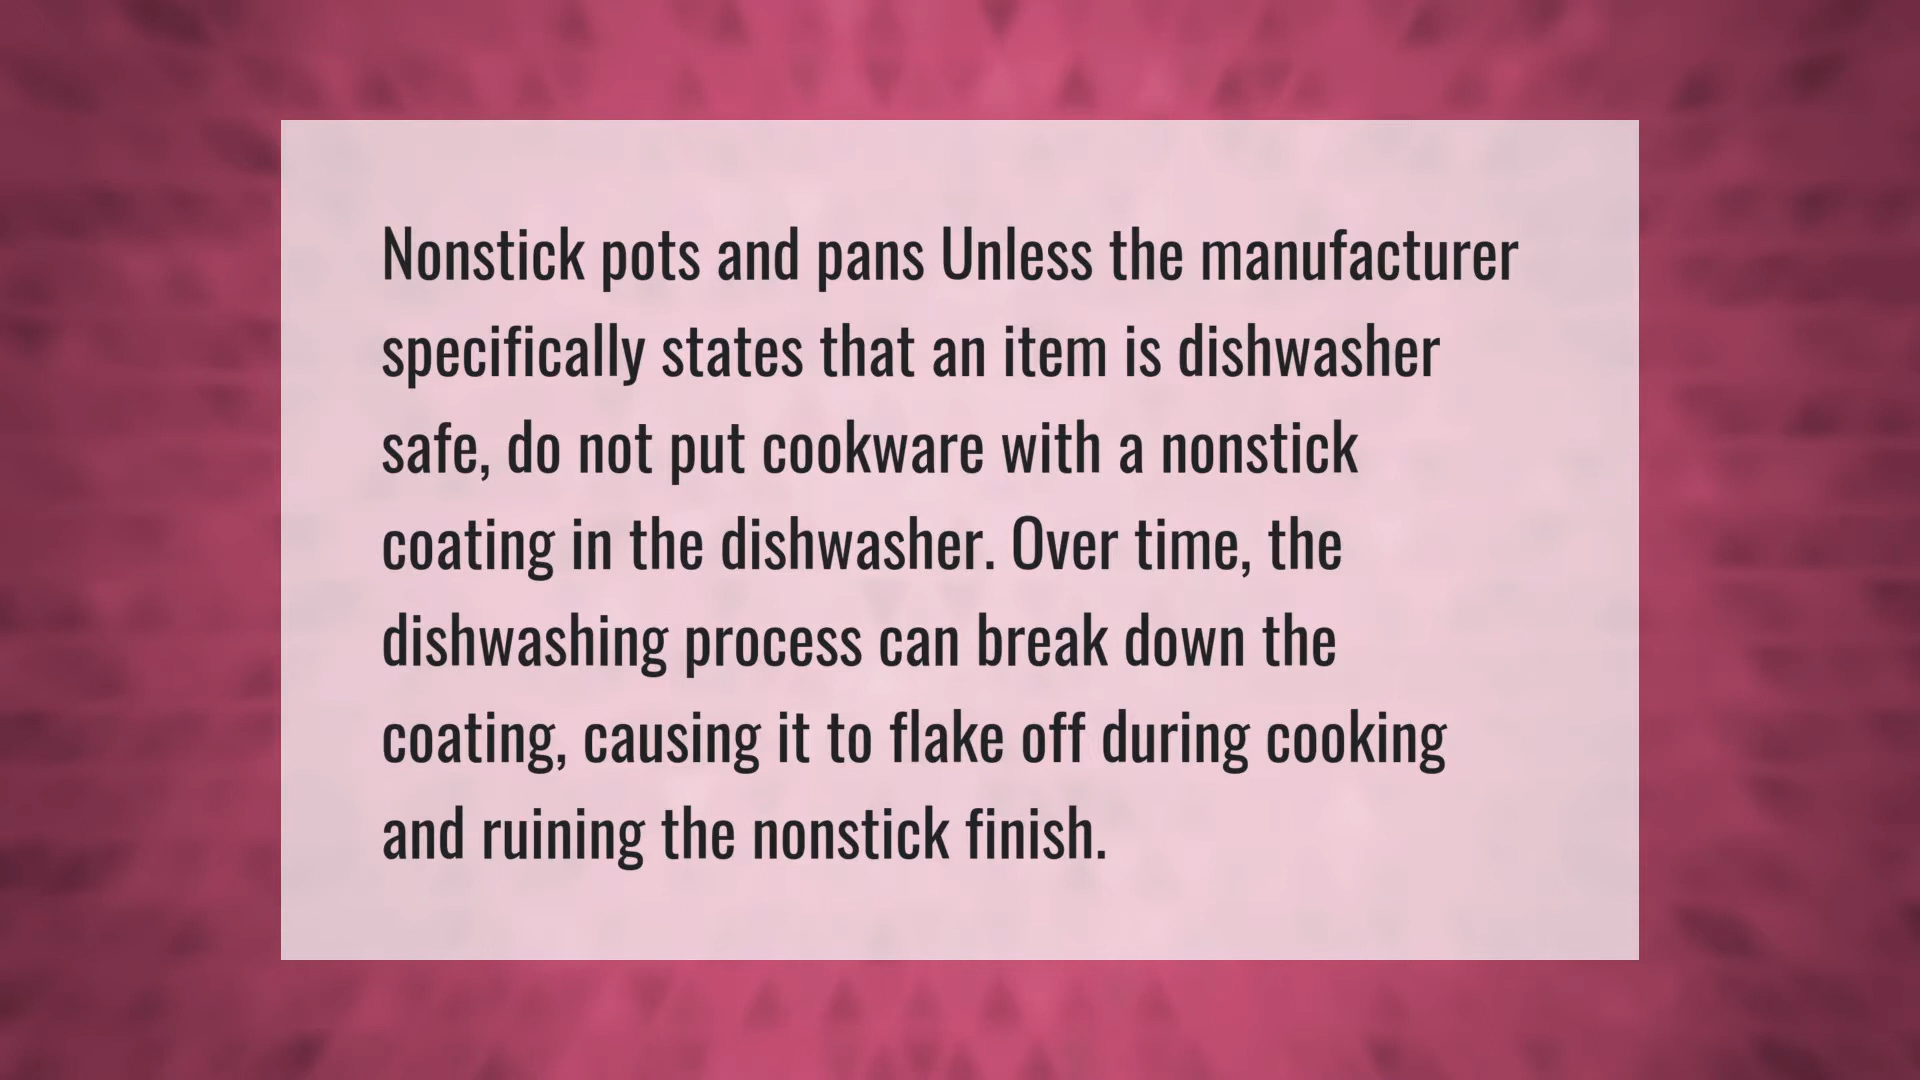 Nonstick pots and pans Unless the manufacturer
specifically states that an item is dishwasher
safe, do not put cookware with a nonstick
coating in the dishwasher. Over time, the
dishwashing process can break down the
coating, causing it to flake off during cooking
and ruining the nonstick finish.